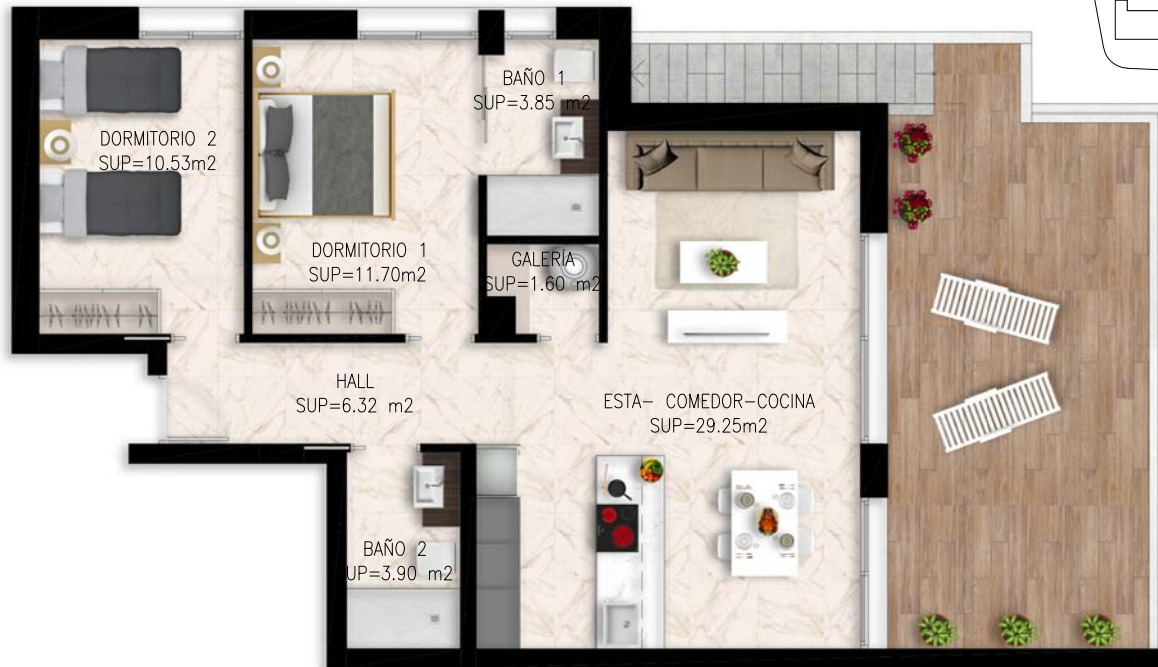 BAÑO 1
SUP=3.85 m2
DORMITORIO 2
SUP=10.53m2
DORMITORIO 1
SUP=11.70m2
GALERÍA
SUP=1.60 m2
HALL
SUP=6.32 m2
ESTA- COMEDOR-COCINA
SUP=29.25m2
BAÑO 2
SUP=3.90 m2